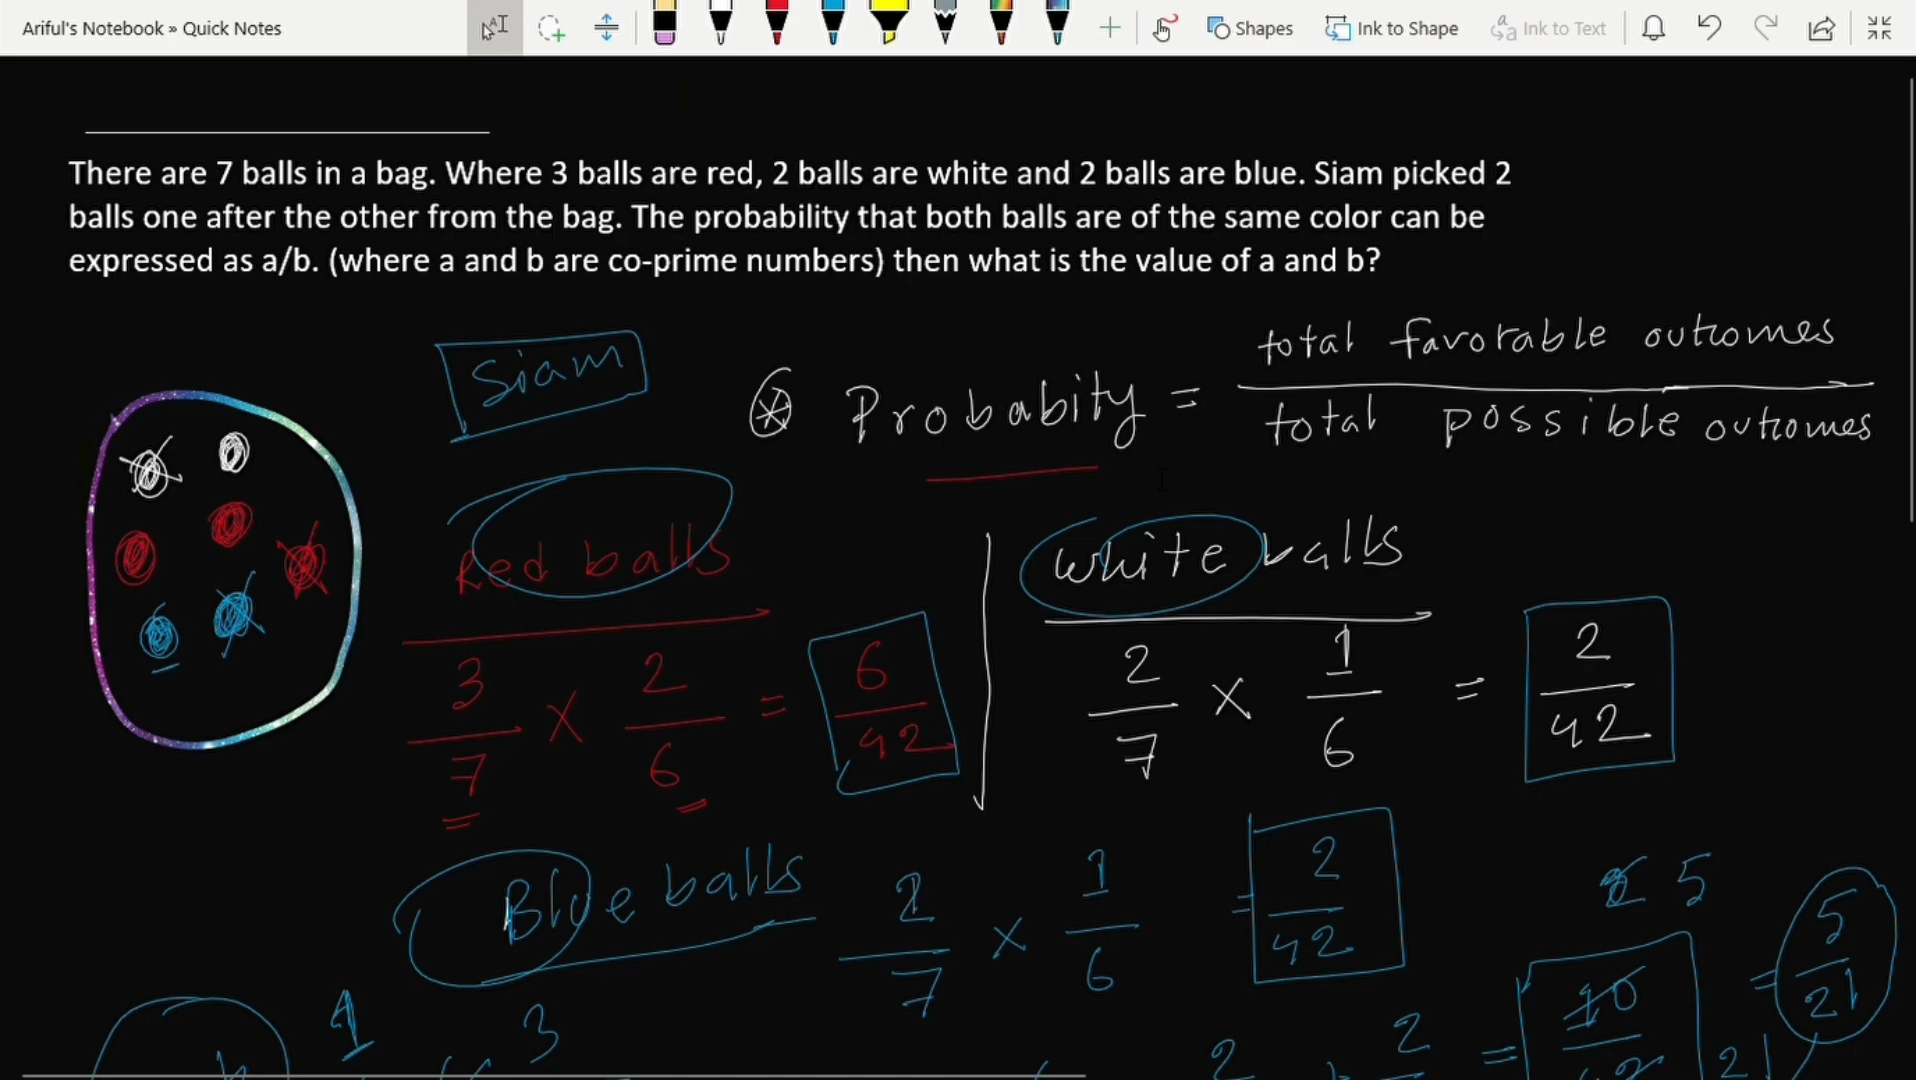 Ariful's Notebook » Quick Notes
Shapes
Ink to Shape
Ink to Text
There are 7 balls in a bag. Where 3 balls are red, 2 balls are white and 2 balls are blue. Siam picked 2
balls one after the other from the bag. The probability that both balls are of the same color can be
expressed as a/b. (where a and b are co-prime numbers) then what is the value of a and b?
Siam
Probabity = total favorable outcomes
total possible outcomes
Red balls
3/7 × 2/6 = 6/42
White balls
2/7 × 1/6 = 2/42
Blue balls 2/7 × 1/6 = 2/42
5
= 10 = 5/21
21
3
2 2